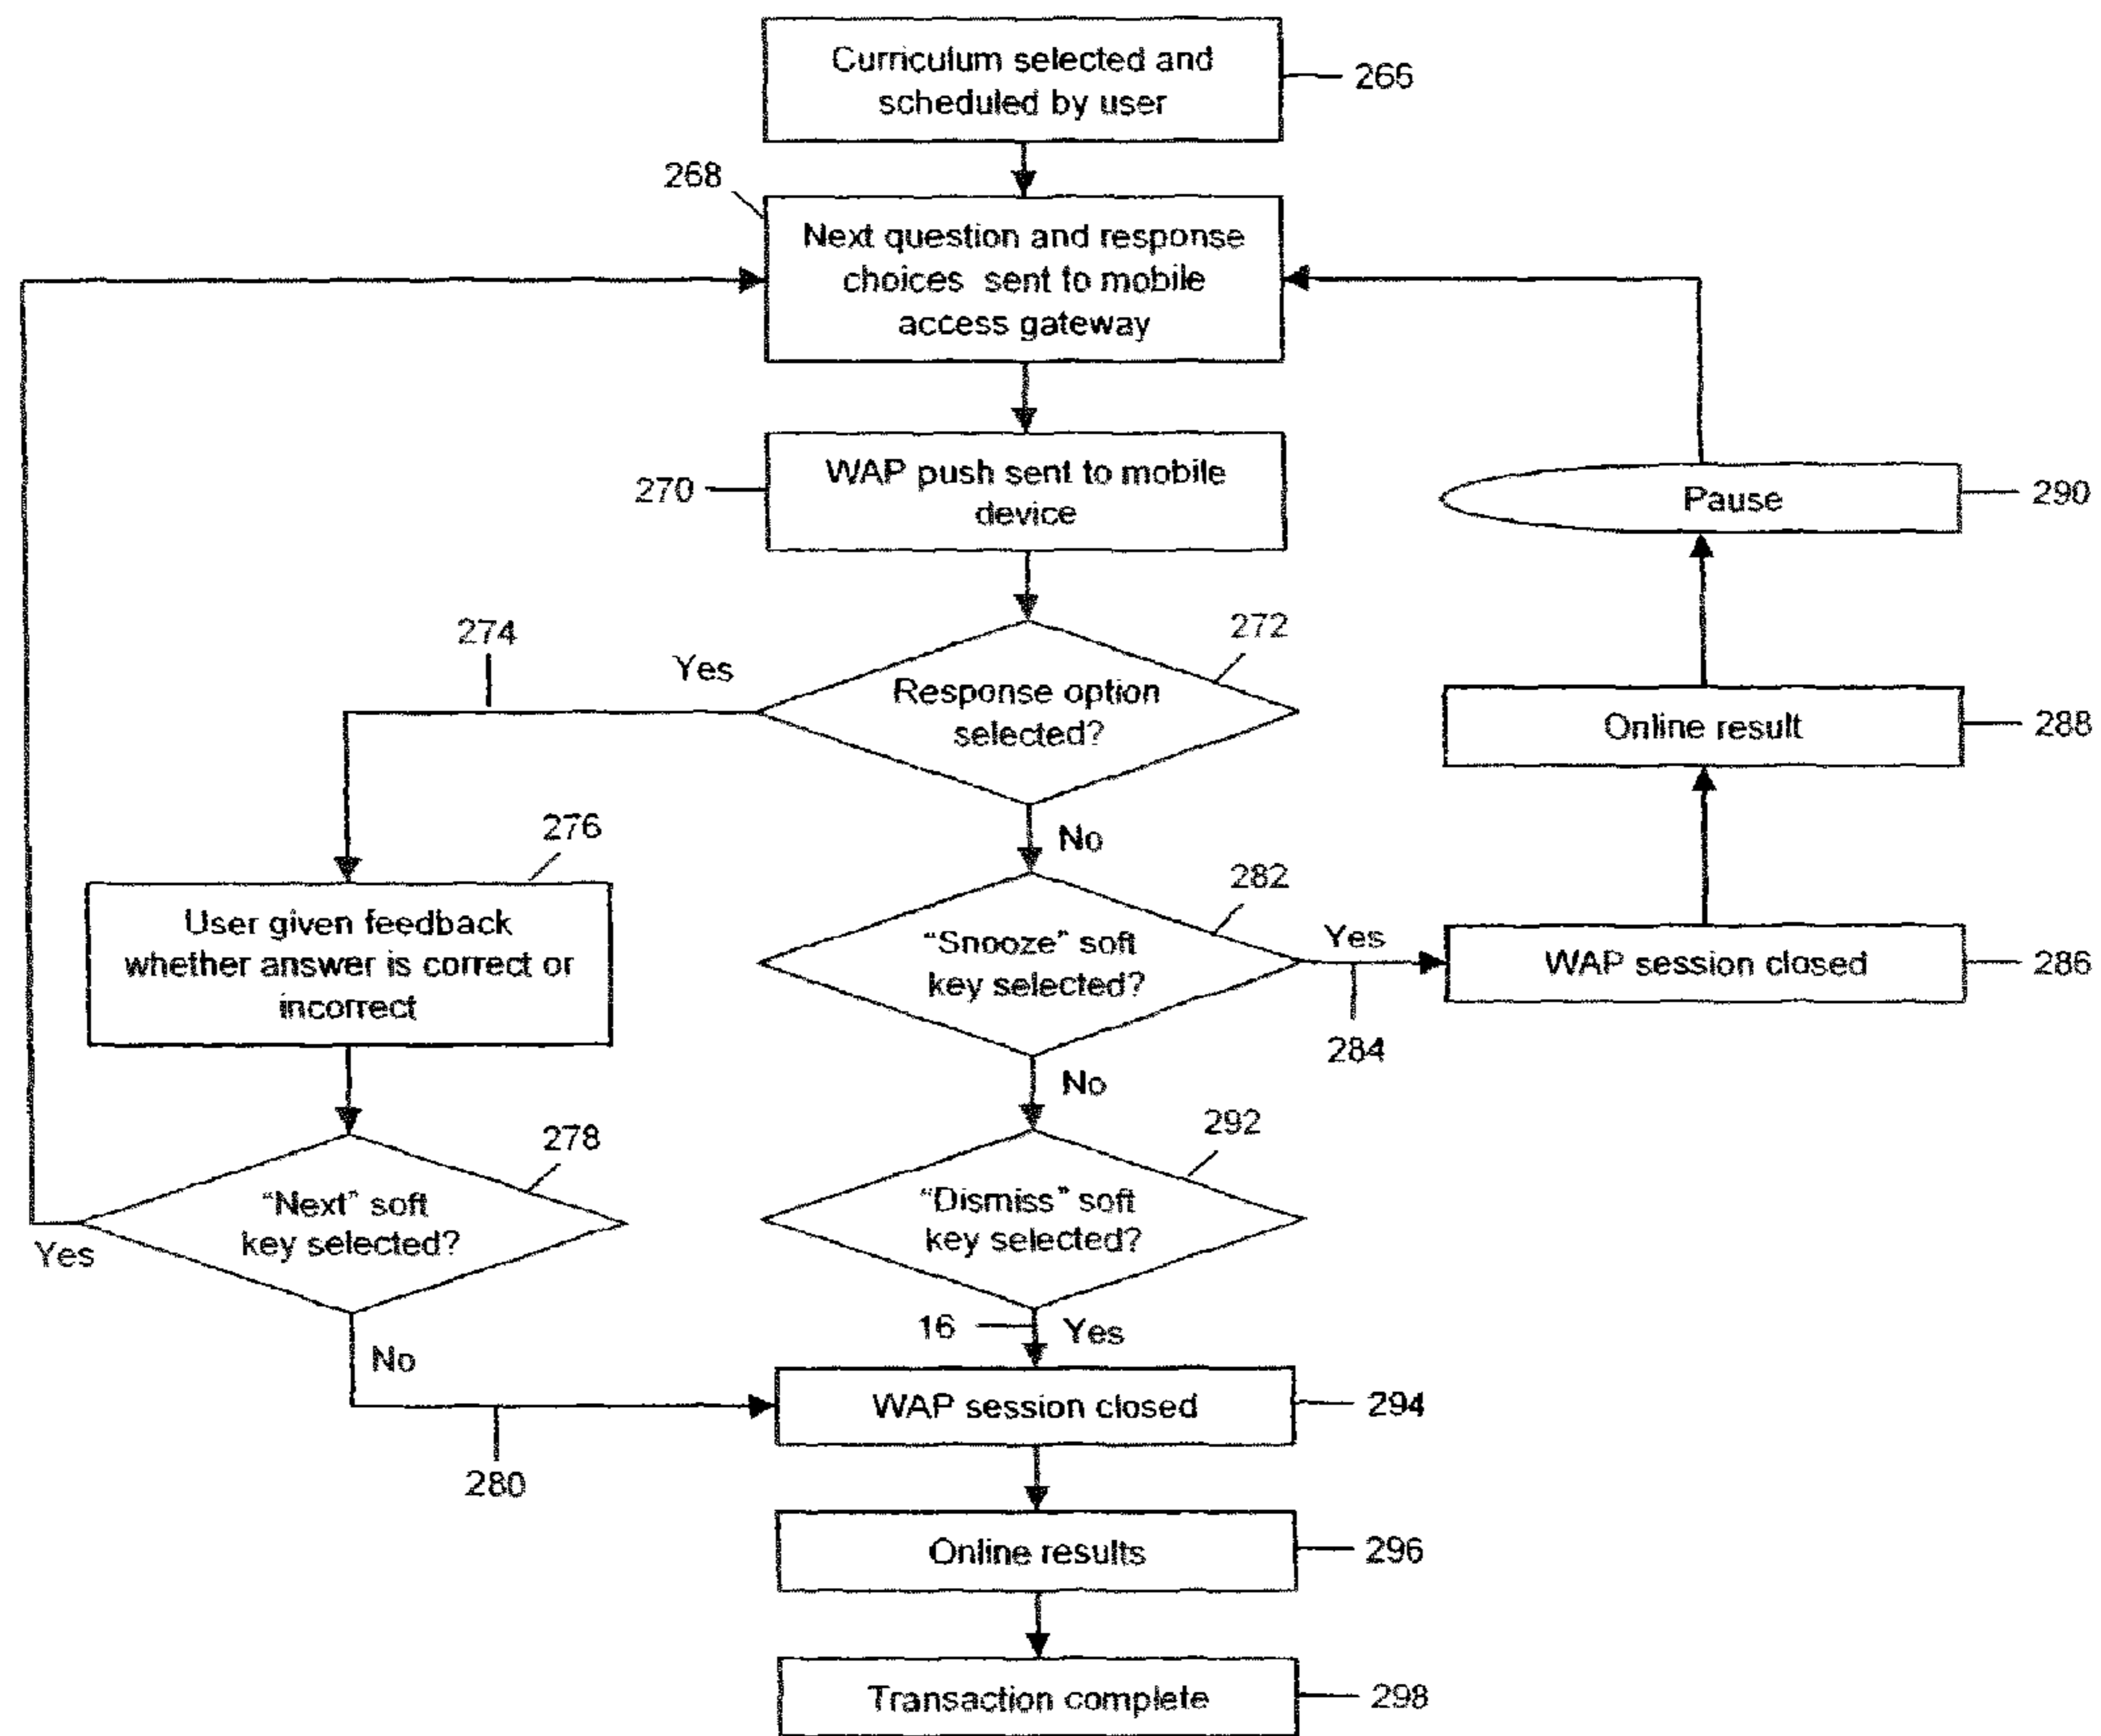 Curriculum selected and
scheduled by user
266
268
Next question and response
choices sent to mobile
access gateway
WAP push sent to mobile
device
270
Pause
290
274
Yes
272
Response option
selected?
Online result
288
No
276
User given feedback
whether answer is correct or
incorrect
282
"Snooze" soft
key selected?
Yes
284
WAP session closed
286
No
278
"Next" soft
key selected?
Yes
292
"Dismiss" soft
key selected?
16
Yes
No
280
WAP session closed
294
Online results
296
Transaction complete
298